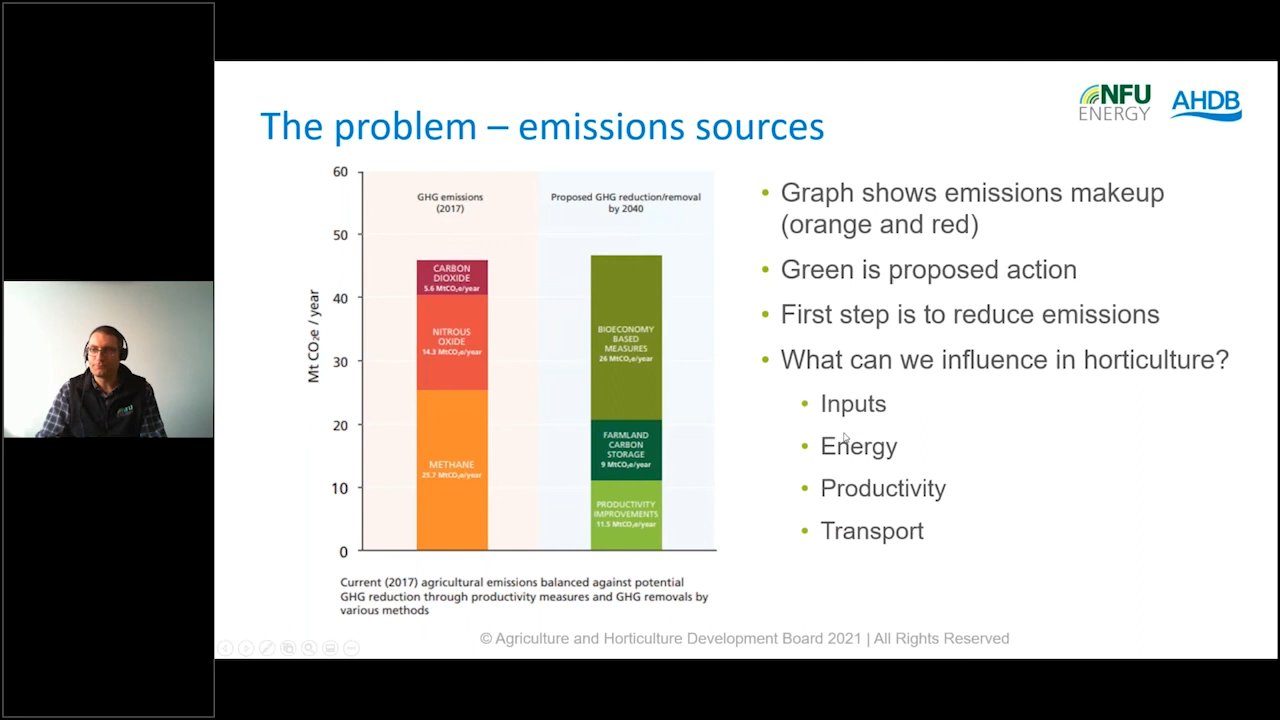 NFU
ENERGY
AHDB
The problem – emissions sources
60
50
40
30
20
10
0
Mt CO₂e / year
GHG emissions
(2017)
Proposed GHG reduction/removal
by 2040
CARBON
DIOXIDE
5.6 MtCO₂e/year
NITROUS
OXIDE
14.3 MtCO₂e/year
METHANE
25.7 MtCO₂e/year
BIOECONOMY
BASED
MEASURES
26 MtCO₂e/year
FARMLAND
CARBON
STORAGE
9 MtCO₂e/year
PRODUCTIVITY
IMPROVEMENTS
11.5 MtCO₂e/year
Current (2017) agricultural emissions balanced against potential
GHG reduction through productivity measures and GHG removals by
various methods
• Graph shows emissions makeup
(orange and red)
• Green is proposed action
• First step is to reduce emissions
• What can we influence in horticulture?
• Inputs
• Energy
• Productivity
• Transport
© Agriculture and Horticulture Development Board 2021 | All Rights Reserved